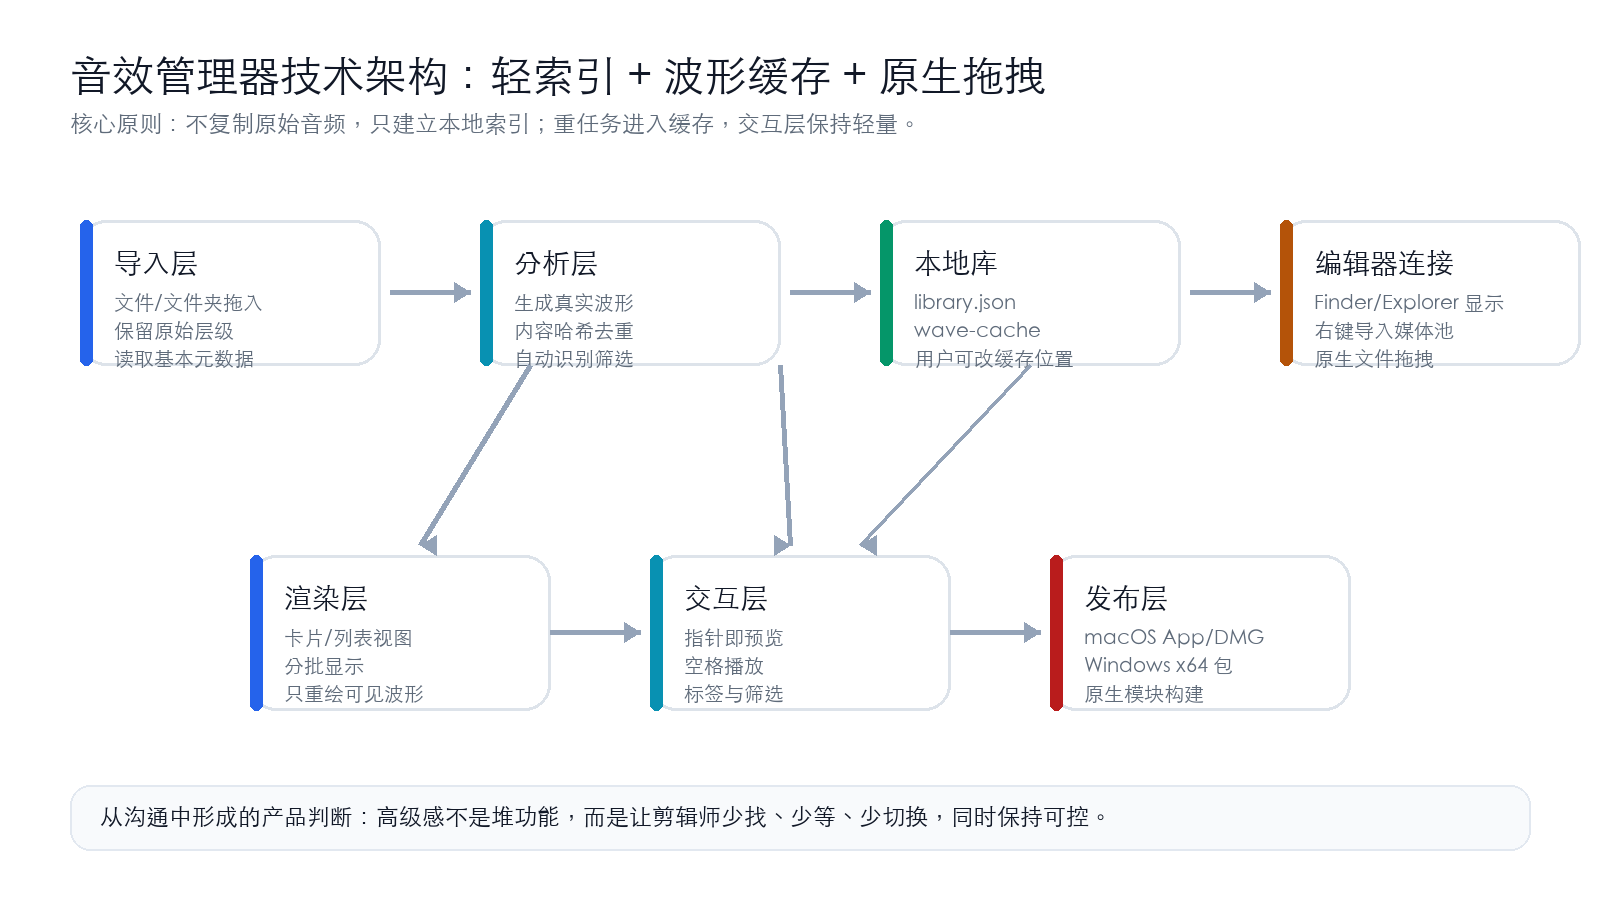 音效管理器技术架构：轻索引 + 波形缓存 + 原生拖拽
核心原则：不复制原始音频，只建立本地索引；重任务进入缓存，交互层保持轻量。
导入层
文件/文件夹拖入
保留原始层级
读取基本元数据
分析层
生成真实波形
内容哈希去重
自动识别筛选
本地库
library.json
wave-cache
用户可改缓存位置
编辑器连接
Finder/Explorer 显示
右键导入媒体池
原生文件拖拽
渲染层
卡片/列表视图
分批显示
只重绘可见波形
交互层
指针即预览
空格播放
标签与筛选
发布层
macOS App/DMG
Windows x64 包
原生模块构建
从沟通中形成的产品判断：高级感不是堆功能，而是让剪辑师少找、少等、少切换，同时保持可控。